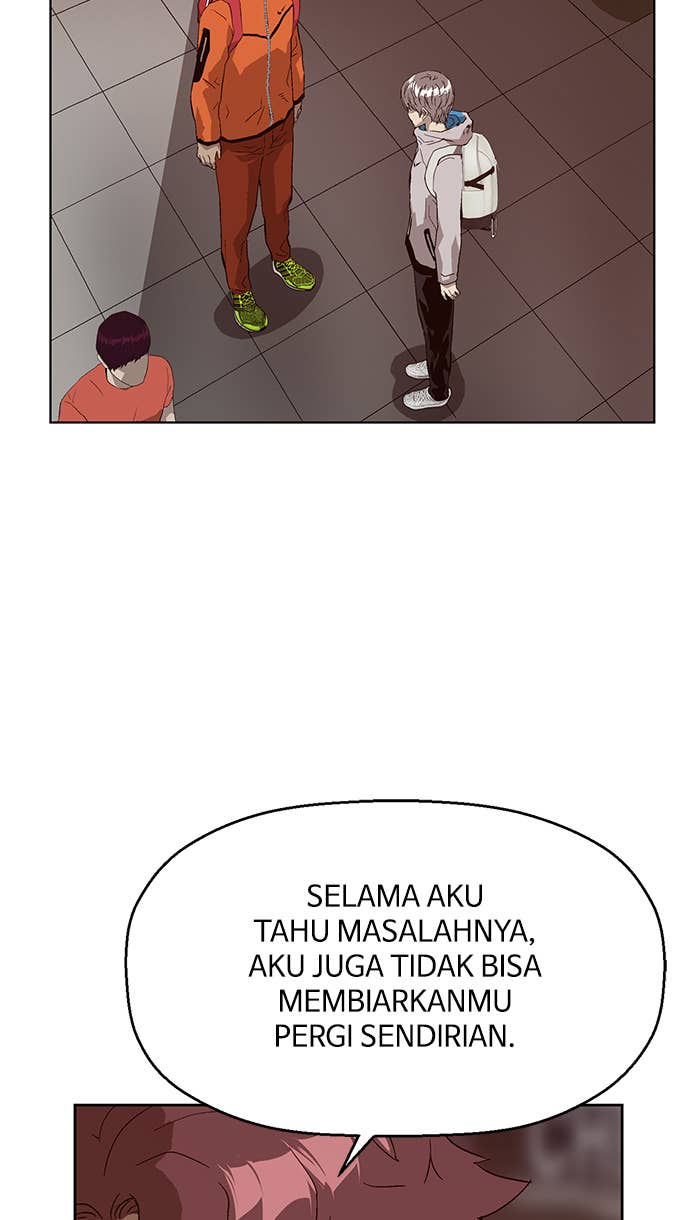 SELAMA AKU
TAHU MASALAHNYA,
AKU JUGA TIDAK BISA
MEMBIARKANMU
PERGI SENDIRIAN.